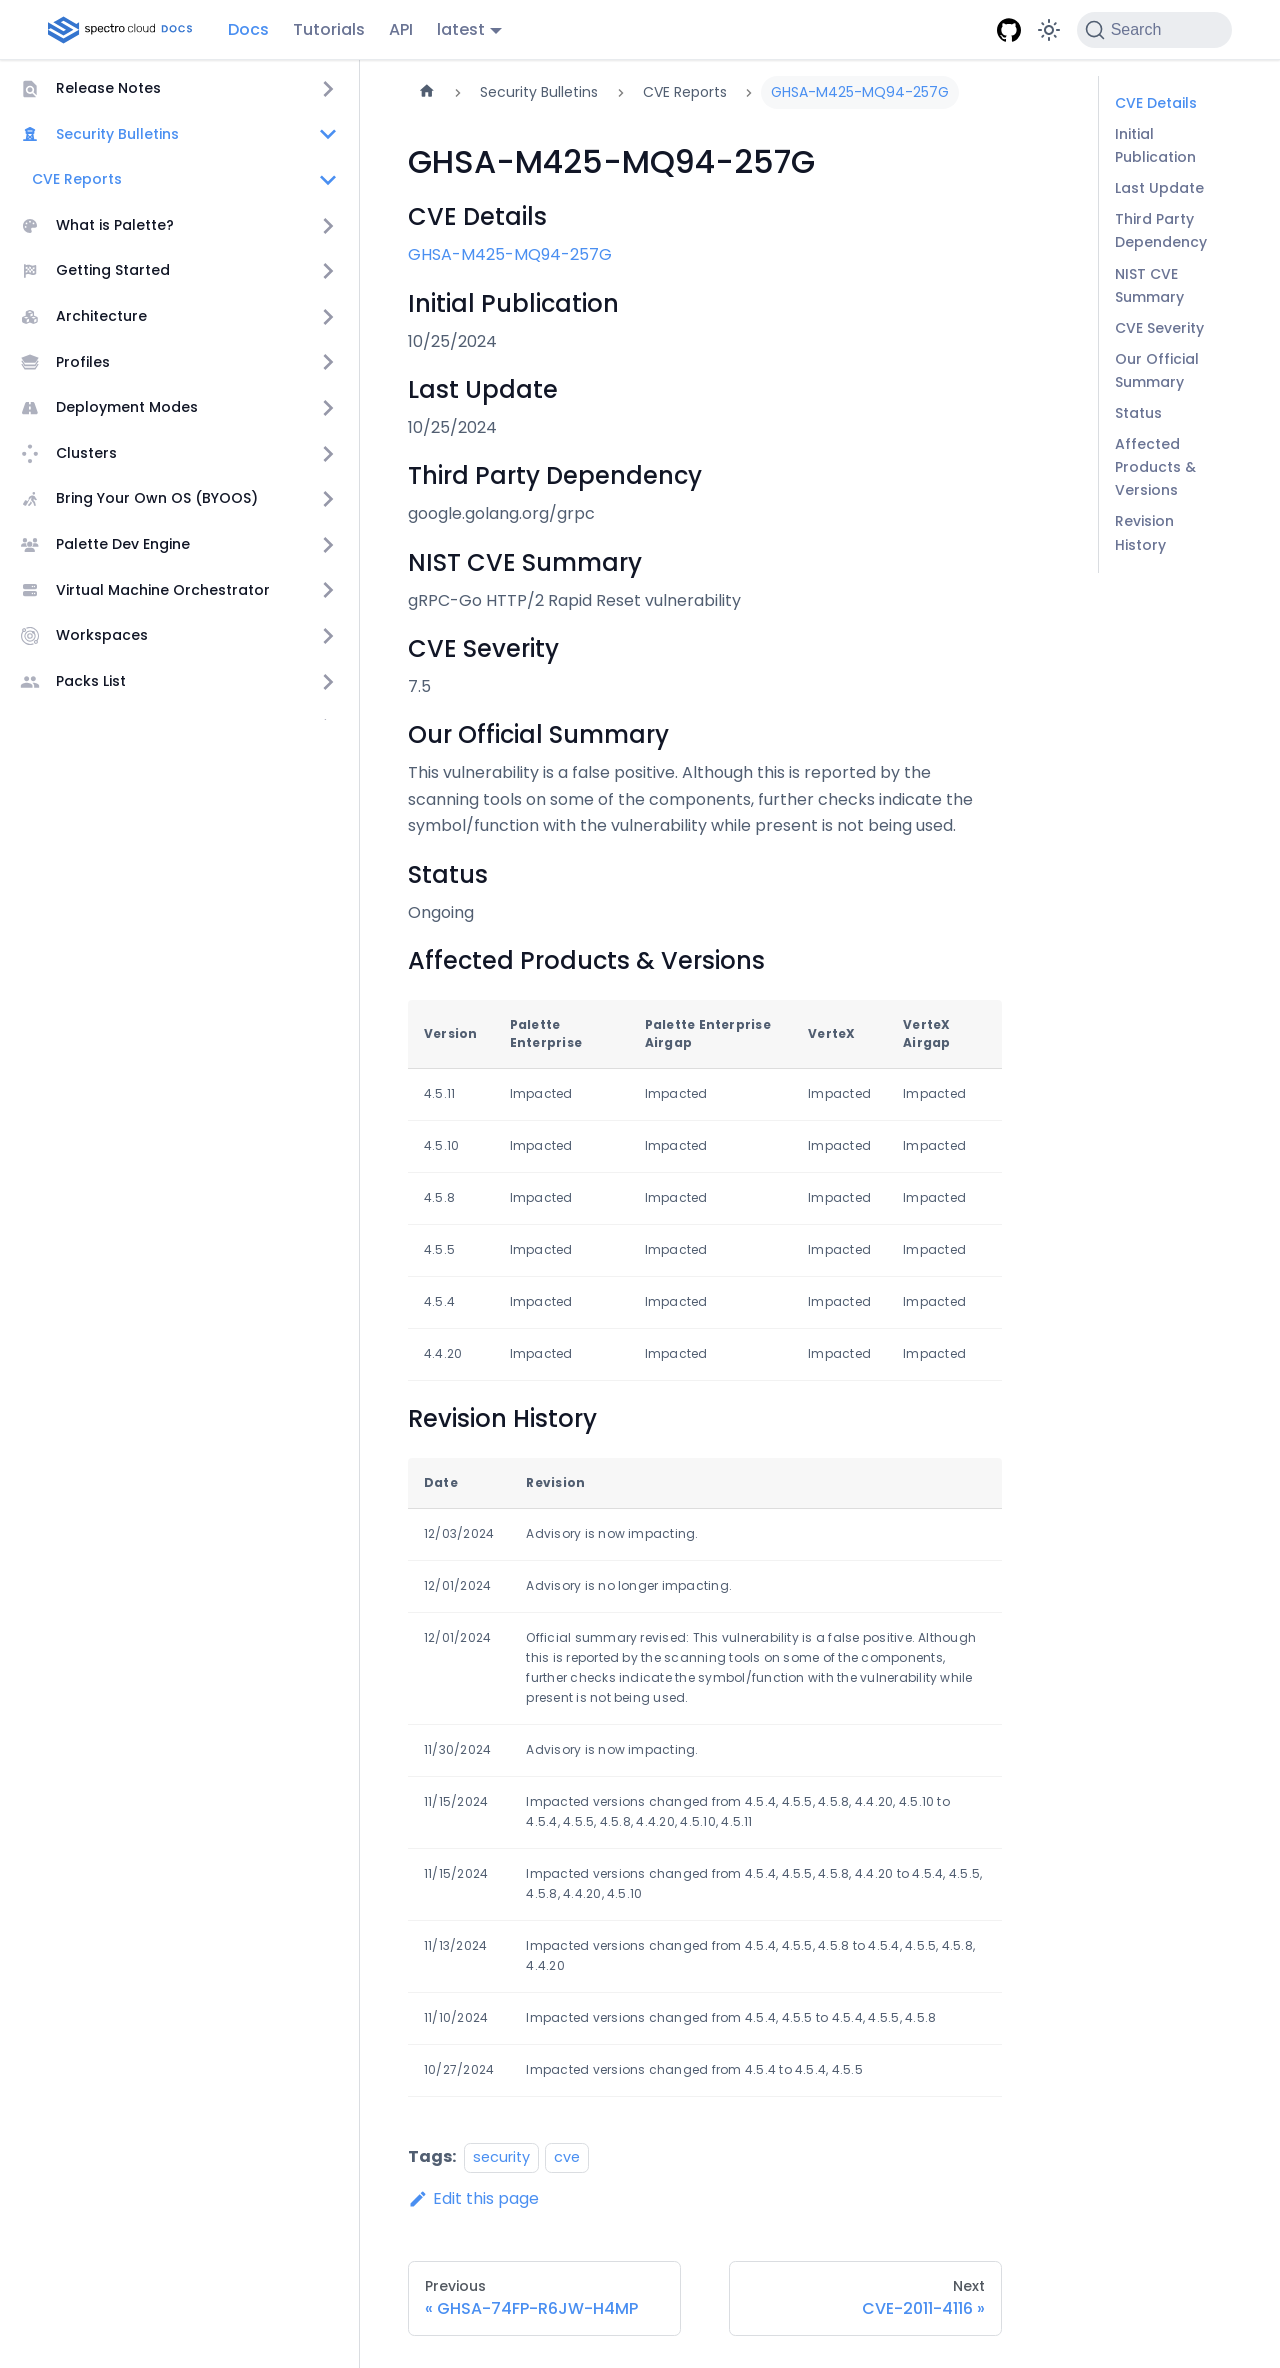 spectro cloud DOCS
Docs
Tutorials
API
latest
Search
Release Notes
Security Bulletins
CVE Reports
What is Palette?
Getting Started
Architecture
Profiles
Deployment Modes
Clusters
Bring Your Own OS (BYOOS)
Palette Dev Engine
Virtual Machine Orchestrator
Workspaces
Packs List
Security Bulletins
CVE Reports
GHSA-M425-MQ94-257G
GHSA-M425-MQ94-257G
CVE Details
GHSA-M425-MQ94-257G
Initial Publication
10/25/2024
Last Update
10/25/2024
Third Party Dependency
google.golang.org/grpc
NIST CVE Summary
gRPC-Go HTTP/2 Rapid Reset vulnerability
CVE Severity
7.5
Our Official Summary
This vulnerability is a false positive. Although this is reported by the
scanning tools on some of the components, further checks indicate the
symbol/function with the vulnerability while present is not being used.
Status
Ongoing
Affected Products & Versions
Version Palette Enterprise Palette Enterprise Airgap VerteX VerteX Airgap
4.5.11 Impacted Impacted Impacted Impacted
4.5.10 Impacted Impacted Impacted Impacted
4.5.8 Impacted Impacted Impacted Impacted
4.5.5 Impacted Impacted Impacted Impacted
4.5.4 Impacted Impacted Impacted Impacted
4.4.20 Impacted Impacted Impacted Impacted
Revision History
Date Revision
12/03/2024 Advisory is now impacting.
12/01/2024 Advisory is no longer impacting.
12/01/2024 Official summary revised: This vulnerability is a false positive. Although
this is reported by the scanning tools on some of the components,
further checks indicate the symbol/function with the vulnerability while
present is not being used.
11/30/2024 Advisory is now impacting.
11/15/2024 Impacted versions changed from 4.5.4, 4.5.5, 4.5.8, 4.4.20, 4.5.10 to
4.5.4, 4.5.5, 4.5.8, 4.4.20, 4.5.10, 4.5.11
11/15/2024 Impacted versions changed from 4.5.4, 4.5.5, 4.5.8, 4.4.20 to 4.5.4, 4.5.5,
4.5.8, 4.4.20, 4.5.10
11/13/2024 Impacted versions changed from 4.5.4, 4.5.5, 4.5.8 to 4.5.4, 4.5.5, 4.5.8,
4.4.20
11/10/2024 Impacted versions changed from 4.5.4, 4.5.5 to 4.5.4, 4.5.5, 4.5.8
10/27/2024 Impacted versions changed from 4.5.4 to 4.5.4, 4.5.5
Tags: security cve
Edit this page
Previous
« GHSA-74FP-R6JW-H4MP
Next
CVE-2011-4116 »
CVE Details
Initial
Publication
Last Update
Third Party
Dependency
NIST CVE
Summary
CVE Severity
Our Official
Summary
Status
Affected
Products &
Versions
Revision
History